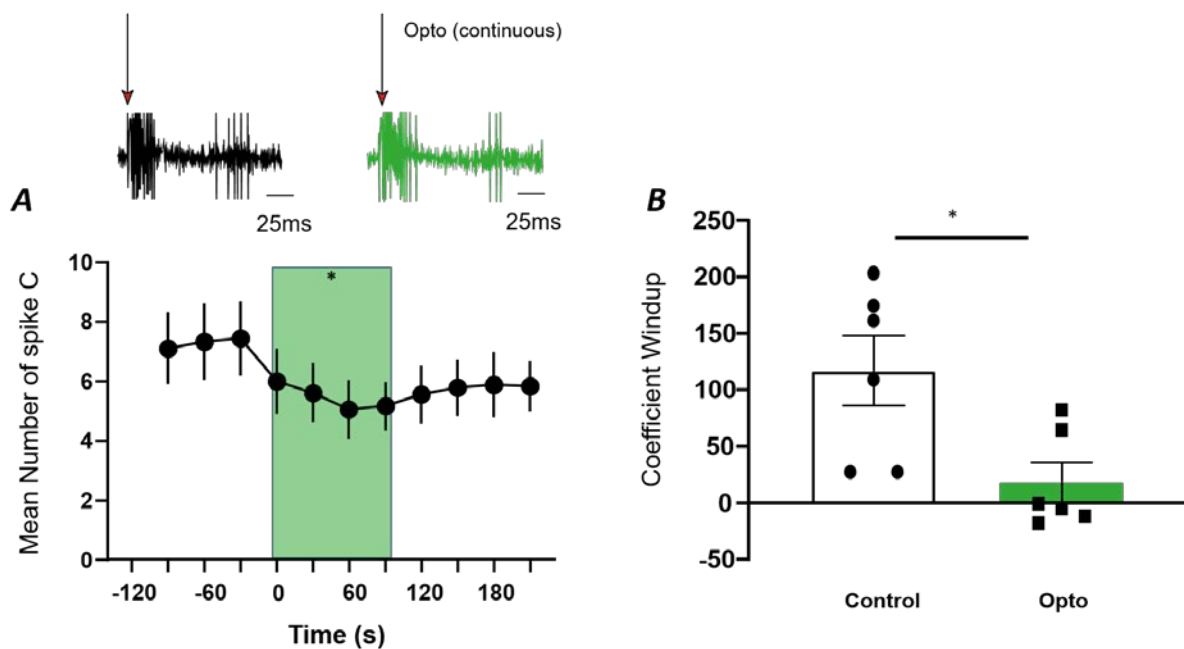 Opto (continuous)
25ms
25ms
A
Mean Number of spike C
10
8
6
4
2
0
*
-120
-60
0
60
120
180
Time (s)
B
Coefficient Windup
250
200
150
100
50
0
-50
*
Control
Opto